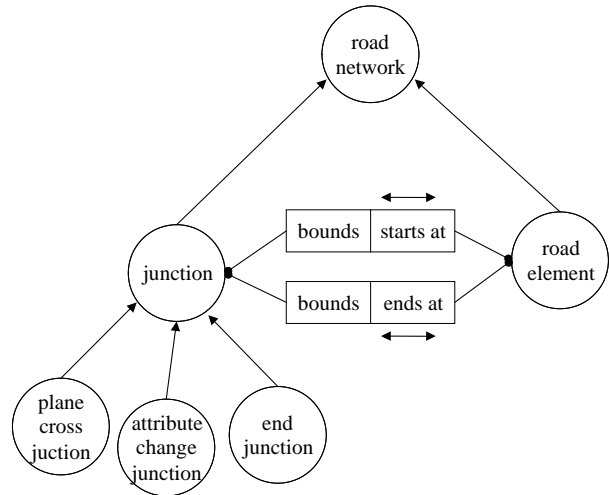 road
network
bounds
starts at
junction
road
element
bounds
ends at
plane
cross
juction
attribute
change
junction
end
junction